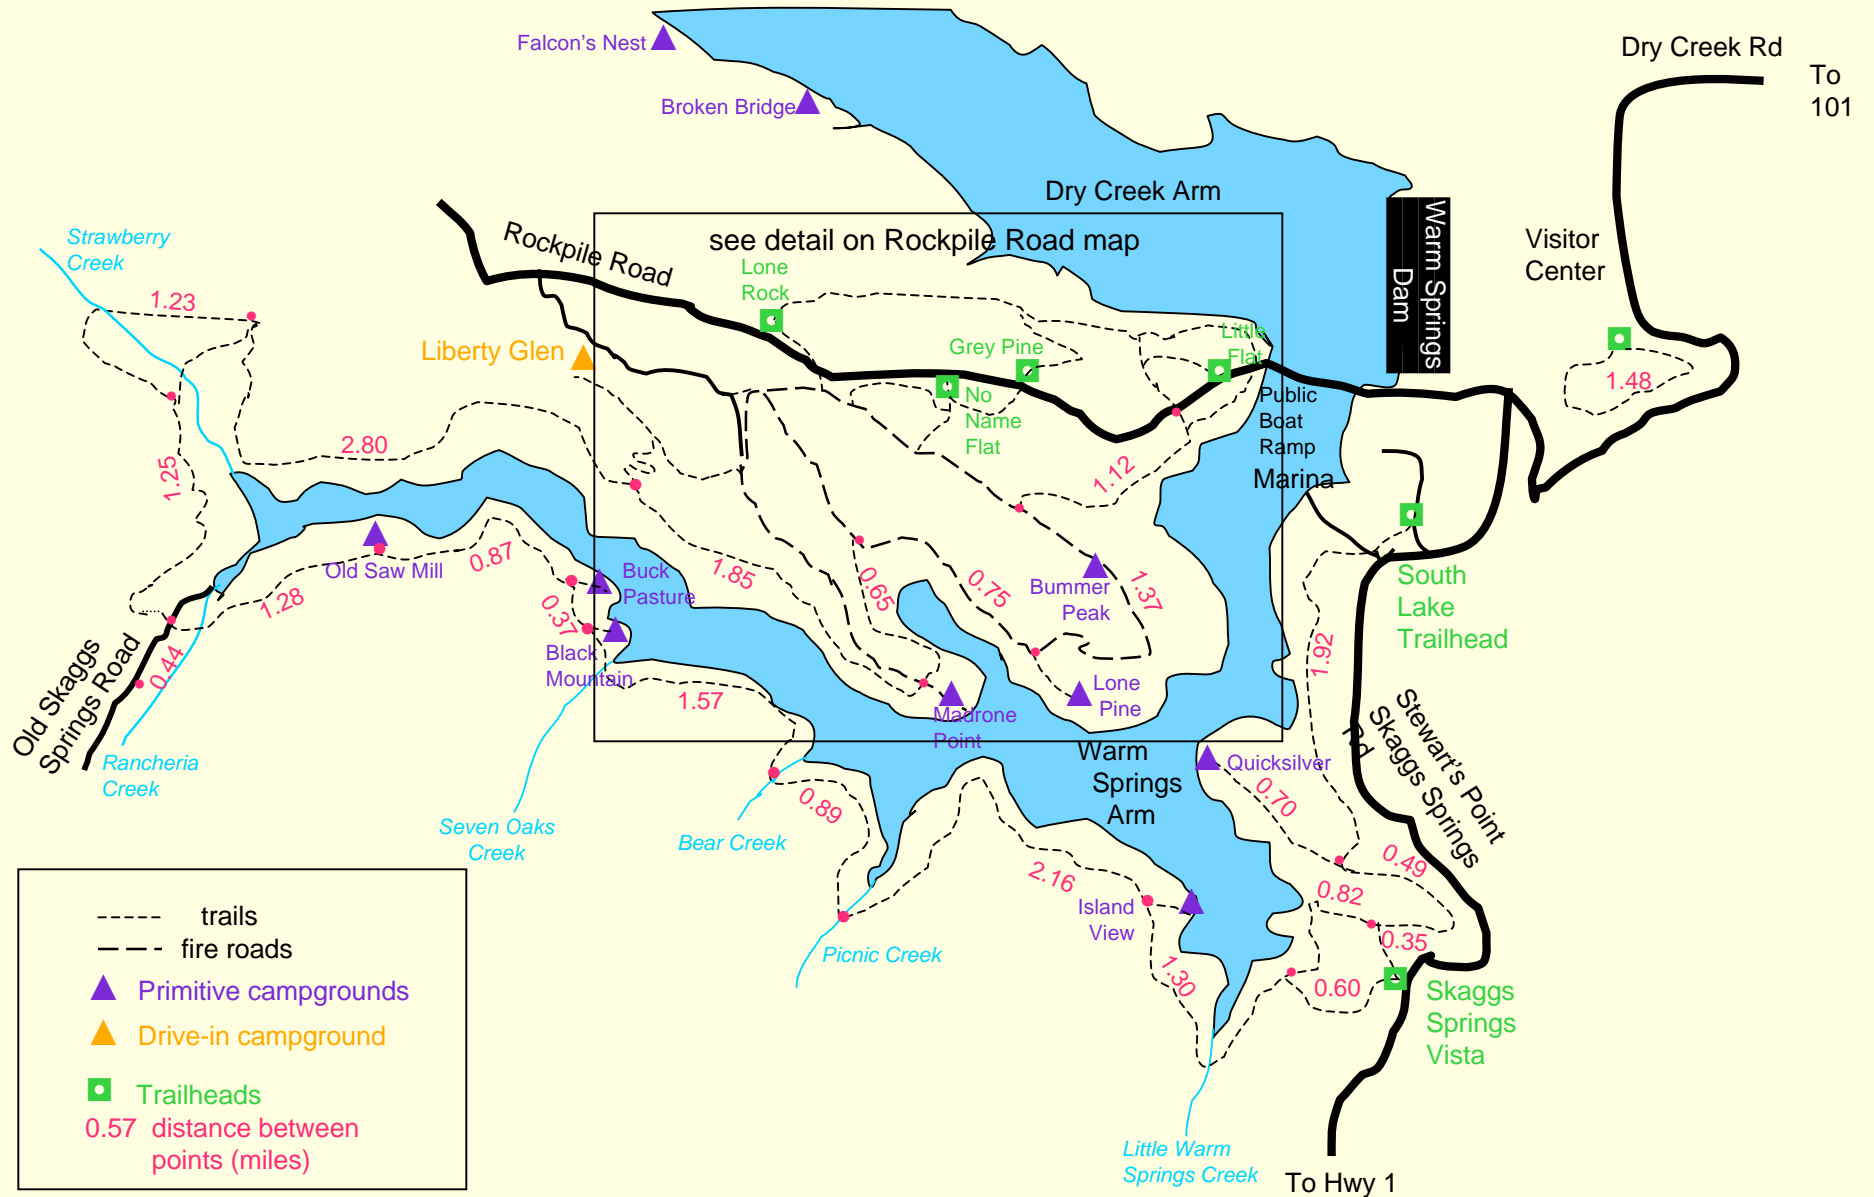 Falcon's Nest
Broken Bridge
Dry Creek Rd
To
101
Dry Creek Arm
Warm Springs
Dam
Visitor
Center
Strawberry
Creek
Rockpile Road
see detail on Rockpile Road map
Lone
Rock
1.23
Liberty Glen
Grey Pine
Little
Flat
1.48
No
Name
Flat
Public
Boat
Ramp
Marina
2.80
1.25
1.12
Old Saw Mill
0.87
1.28
Buck
Pasture
0.37
Black
Mountain
1.85
0.65
0.75
Bummer
Peak
1.37
South
Lake
Trailhead
1.92
0.44
Old Skaggs
Springs Road
Rancheria
Creek
1.57
Madrone
Point
Lone
Pine
Warm
Springs
Arm
Quicksilver
0.70
Stewart's Point
Skaggs Springs
Rd
Seven Oaks
Creek
Bear Creek
0.89
2.16
0.49
0.82
0.35
Island
View
Picnic Creek
1.30
0.60
Skaggs
Springs
Vista
Little Warm
Springs Creek
To Hwy 1
trails
fire roads
Primitive campgrounds
Drive-in campground
Trailheads
0.57 distance between
points (miles)